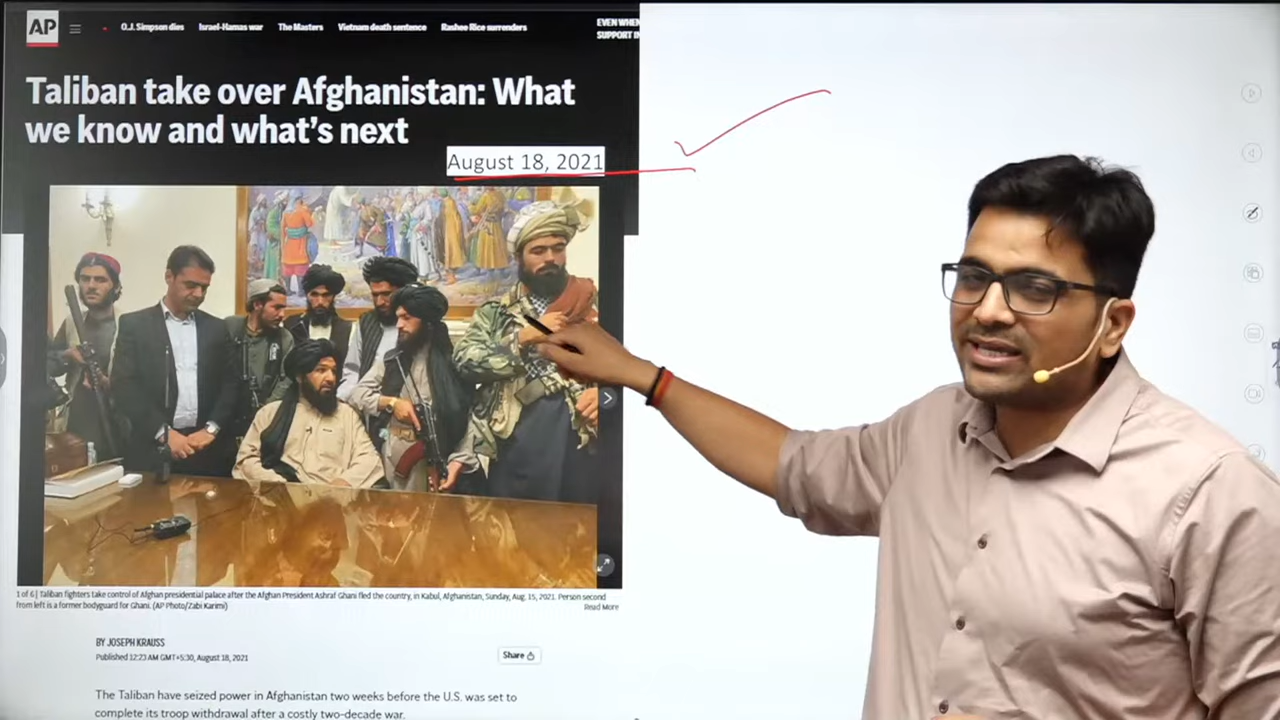 AP
O.J. Simpson dies
Israel-Hamas war
The Masters
Vietnam death sentence
Rashee Rice surrenders
EVEN WHEN
SUPPORT IN
Taliban take over Afghanistan: What
we know and what's next
August 18, 2021
1 of 6 | Taliban fighters take control of Afghan presidential palace after the Afghan President Ashraf Ghani fled the country, in Kabul, Afghanistan, Sunday, Aug. 15, 2021. Person second
from left is a former bodyguard for Ghani. (AP Photo/Zabi Karimi)
Read More
BY JOSEPH KRAUSS
Published 12:23 AM GMT+5:30, August 18, 2021
Share
The Taliban have seized power in Afghanistan two weeks before the U.S. was set to
complete its troop withdrawal after a costly two-decade war.